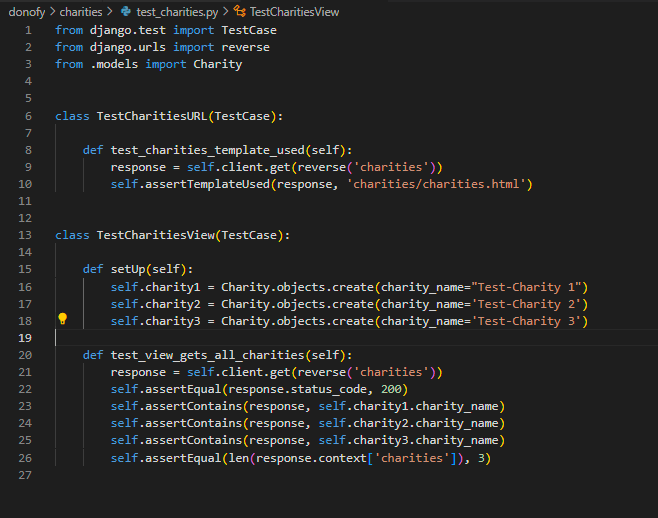 donofy > charities > test_charities.py > TestCharitiesView
1 from django.test import TestCase
2 from django.urls import reverse
3 from .models import Charity
4
5
6 class TestCharitiesURL(TestCase):
7
8     def test_charities_template_used(self):
9         response = self.client.get(reverse('charities'))
10         self.assertTemplateUsed(response, 'charities/charities.html')
11
12
13 class TestCharitiesView(TestCase):
14
15     def setUp(self):
16         self.charity1 = Charity.objects.create(charity_name="Test-Charity 1")
17         self.charity2 = Charity.objects.create(charity_name='Test-Charity 2')
18         self.charity3 = Charity.objects.create(charity_name='Test-Charity 3')
19
20     def test_view_gets_all_charities(self):
21         response = self.client.get(reverse('charities'))
22         self.assertEqual(response.status_code, 200)
23         self.assertContains(response, self.charity1.charity_name)
24         self.assertContains(response, self.charity2.charity_name)
25         self.assertContains(response, self.charity3.charity_name)
26         self.assertEqual(len(response.context['charities']), 3)
27